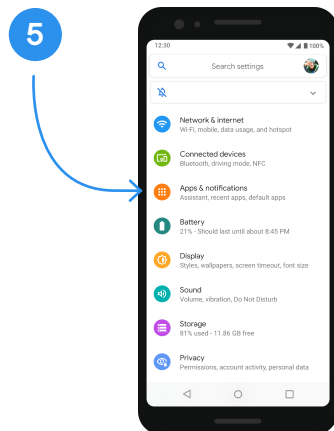 5
12:30
100%
Search settings
Network & internet
Wi-Fi, mobile, data usage, and hotspot
Connected devices
Bluetooth, driving mode, NFC
Apps & notifications
Assistant, recent apps, default apps
Battery
21% - Should last until about 8:45 PM
Display
Styles, wallpapers, screen timeout, font size
Sound
Volume, vibration, Do Not Disturb
Storage
81% used - 11.86 GB free
Privacy
Permissions, account activity, personal data